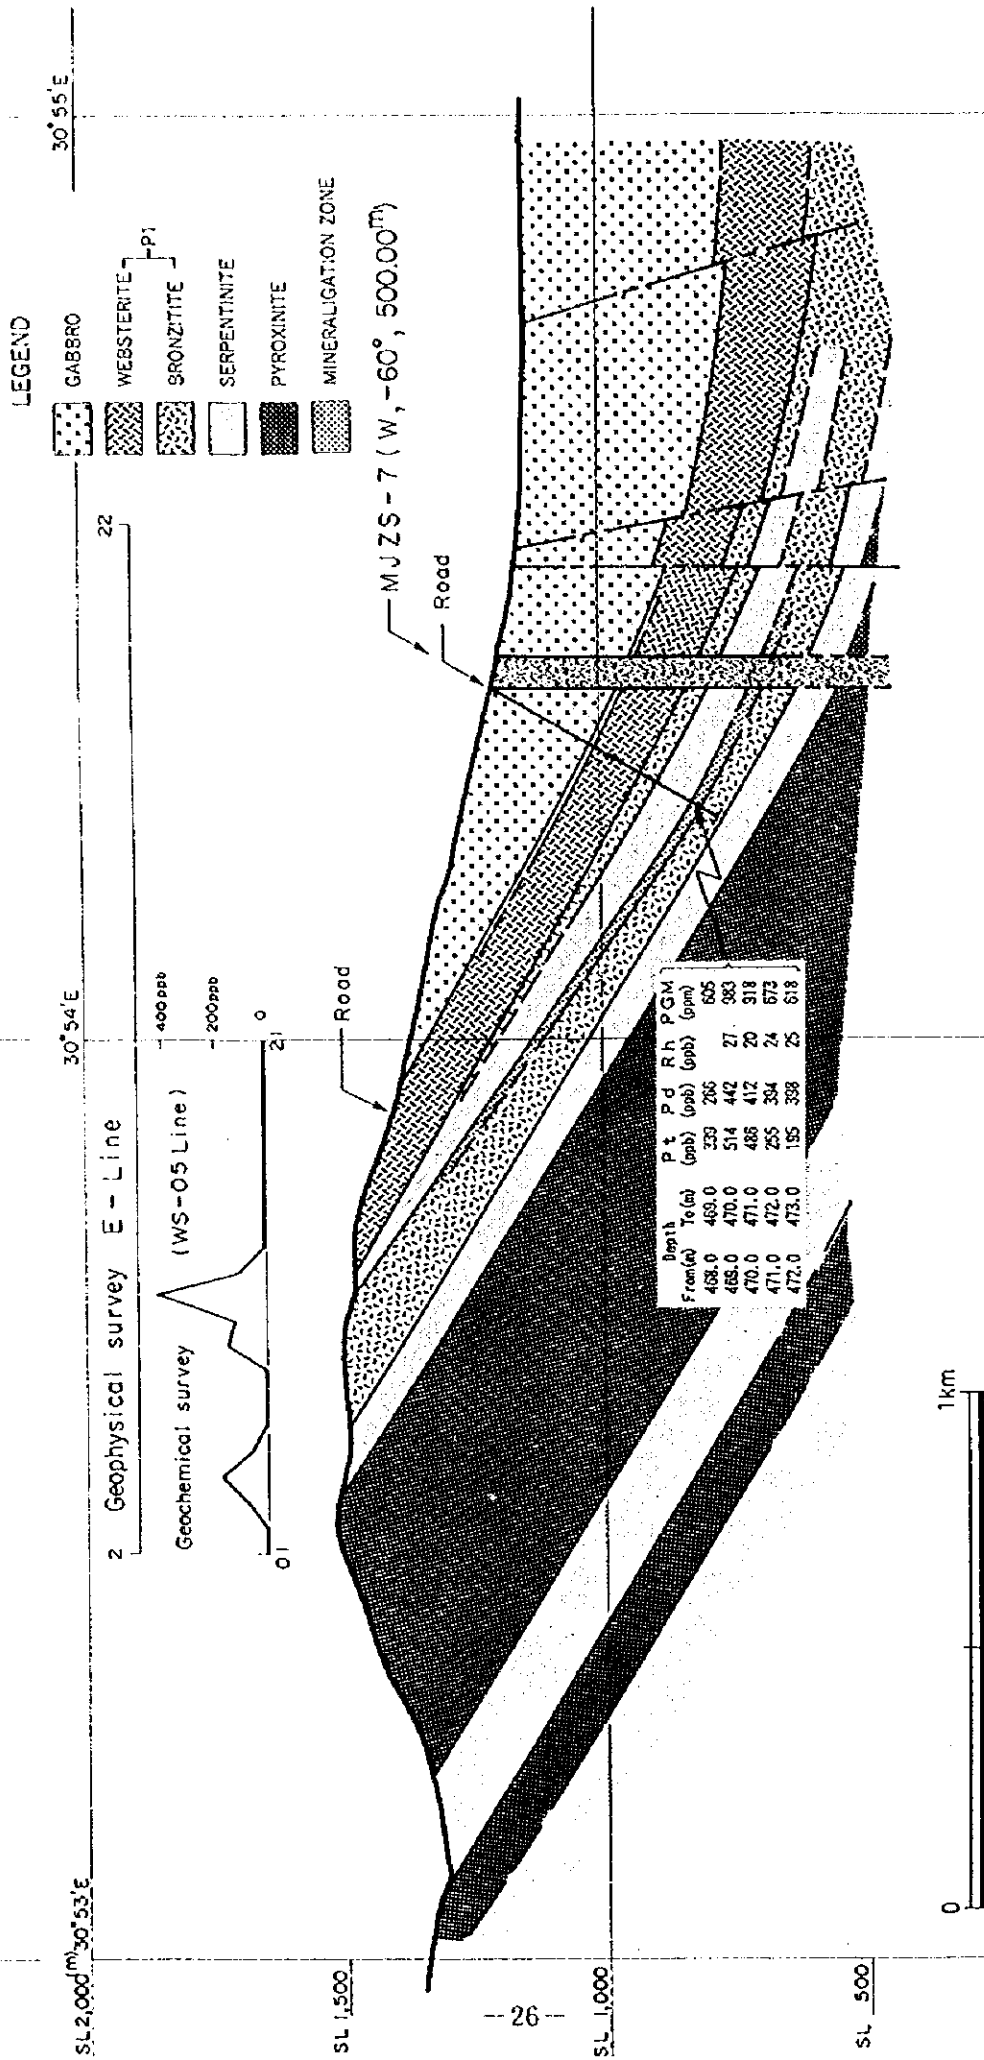 LEGEND
GABBRO
WEBSTERITE
P1
BRONZITITE
SERPENTINITE
PYROXINITE
MINERALIGATION ZONE
SL 2,000(m)
30°53'E
30°54'E
30°55'E
2 Geophysical survey E-Line 22
Geochemical survey (WS-05 Line)
400ppb
200ppb
0
01
21
Road
MJZS-7 (W, -60°, 500.00m)
Road
SL 1,500
SL 1,000
SL 500
Depth Pt Pd Rh PGM
From(m) To(m) (ppb) (ppb) (ppb) (ppm)
468.0 469.0 339 266 605
469.0 470.0 514 442 27 983
470.0 471.0 486 412 20 918
471.0 472.0 255 394 24 673
472.0 473.0 195 398 25 618
0 1km
--26--